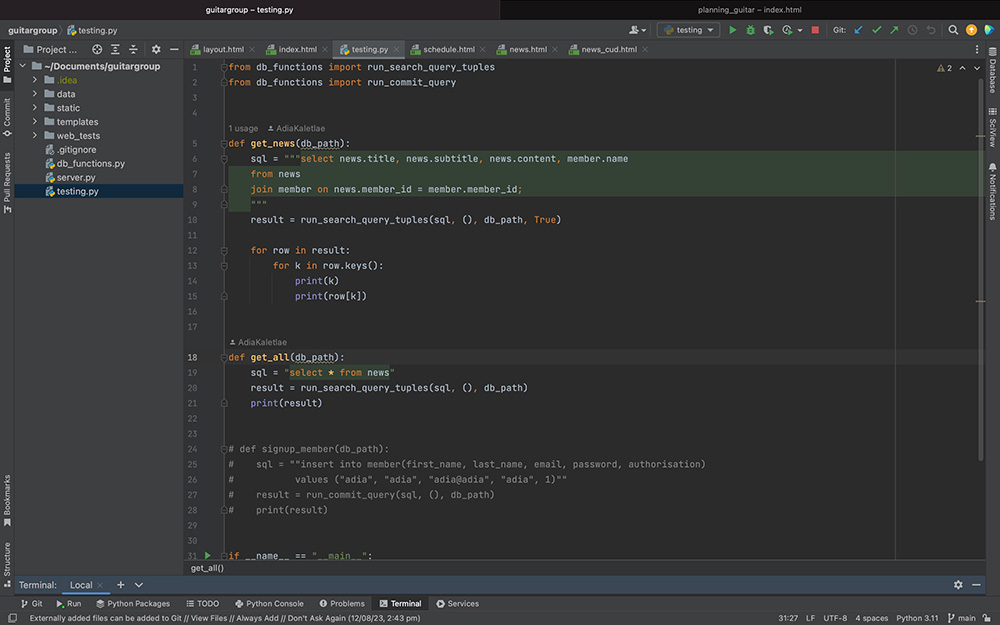 guitargroup – testing.py
planning_guitar – index.html
guitargroup
testing.py
testing
Git:
Project ...
layout.html
index.html
testing.py
schedule.html
news.html
news_cud.html
Project
Commit
Pull Requests
Bookmarks
Structure
~/Documents/guitargroup
.idea
data
static
templates
web_tests
.gitignore
db_functions.py
server.py
testing.py
2
1 from db_functions import run_search_query_tuples
2 from db_functions import run_commit_query
3
4
1 usage AdiaKaletlae
5 def get_news(db_path):
6 sql = """select news.title, news.subtitle, news.content, member.name
7 from news
8 join member on news.member_id = member.member_id;
9 """
10 result = run_search_query_tuples(sql, (), db_path, True)
11
12 for row in result:
13 for k in row.keys():
14 print(k)
15 print(row[k])
16
17
AdiaKaletlae
18 def get_all(db_path):
19 sql = "select * from news"
20 result = run_search_query_tuples(sql, (), db_path)
21 print(result)
22
23
24 # def signup_member(db_path):
25 # sql = ""insert into member(first_name, last_name, email, password, authorisation)
26 # values ("adia", "adia", "adia@adia", "adia", 1)""
27 # result = run_commit_query(sql, (), db_path)
28 # print(result)
29
30
31 if __name__ == "__main__":
get_all()
Database
SciView
Notifications
Terminal: Local
Git Run Python Packages TODO Python Console Problems Terminal Services
Externally added files can be added to Git // View Files // Always Add // Don't Ask Again (12/08/23, 2:43 pm)
31:27 LF UTF-8 4 spaces Python 3.11 main